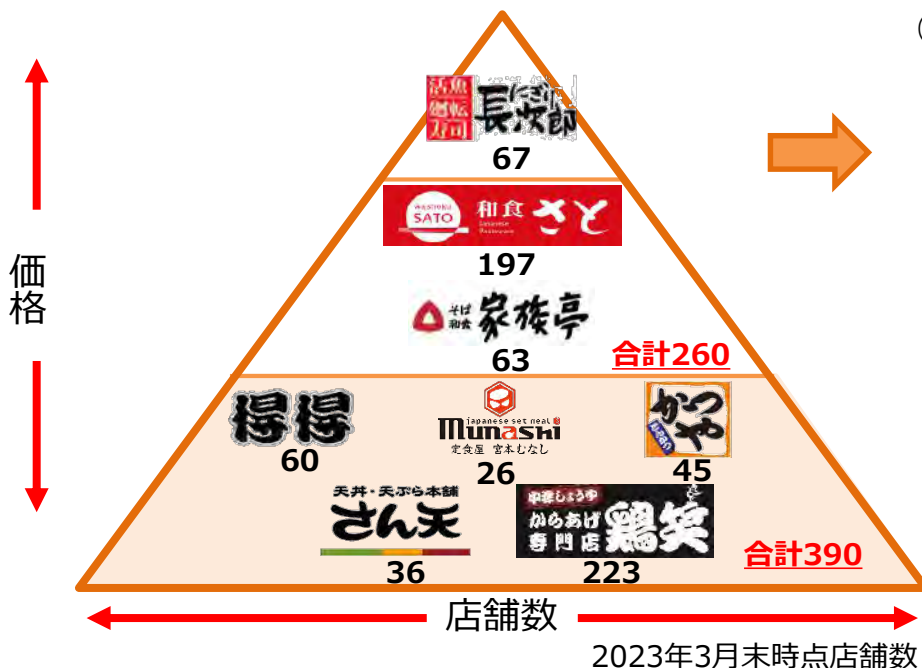 活魚
廻転
寿司
にぎり
長次郎
67
WASHOKU
SATO
和食
さと
Japanese
Restaurant
197
そば
和食
家族亭
63
合計260
価格
得得
60
japanese set meal
Munashi
定食屋 宮本むなし
26
かつや
45
天丼・天ぷら本舗
さん天
36
中津しょうゆ
からあげ
専門店
鶏笑
223
合計390
店舗数
2023年3月末時点店舗数